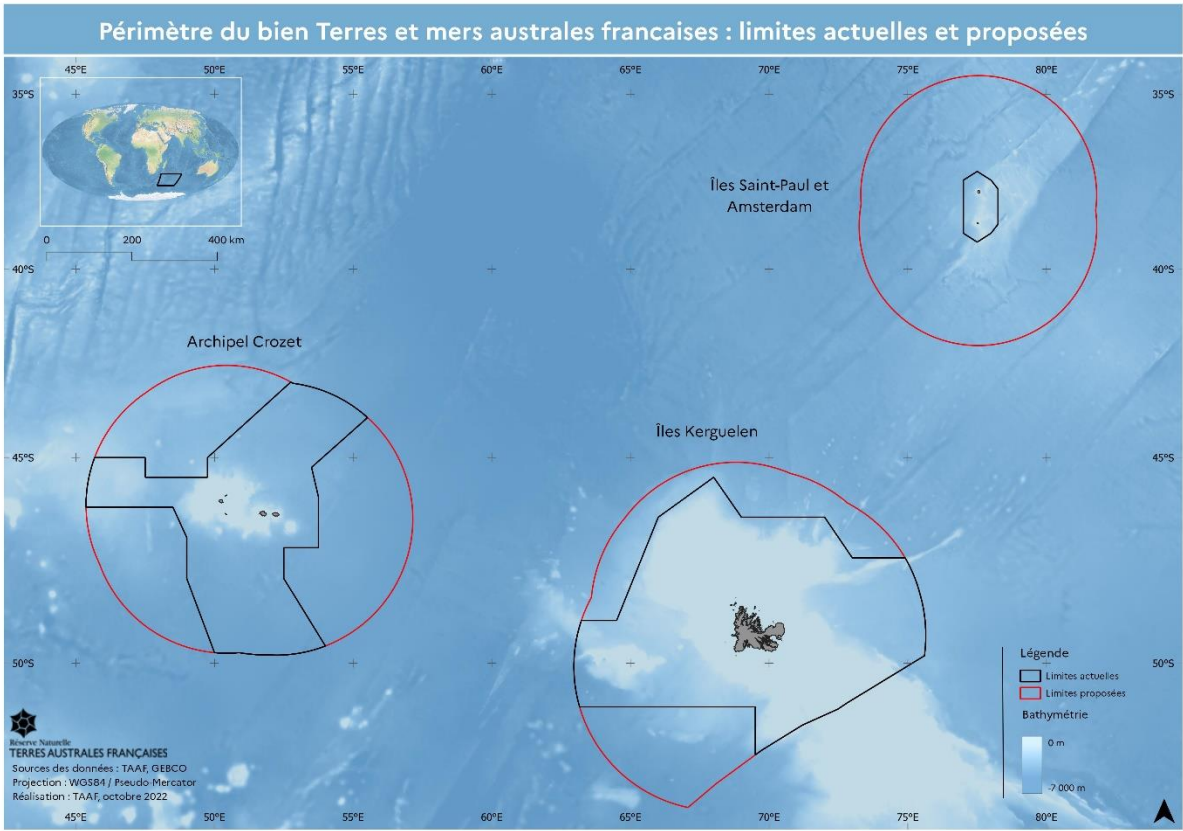 Périmètre du bien Terres et mers australes francaises : limites actuelles et proposées
45°E 50°E 55°E 60°E 65°E 70°E 75°E 80°E
35°S 35°S
0 200 400 km
Îles Saint-Paul et
Amsterdam
40°S 40°S
Archipel Crozet
Îles Kerguelen
45°S 45°S
50°S 50°S
Légende
Limites actuelles
Limites proposées
Bathymétrie
0 m
-7 000 m
Réserve Naturelle
TERRES AUSTRALES FRANÇAISES
Sources des données : TAAF, GEBCO
Projection : WGS84 / Pseudo-Mercator
Réalisation : TAAF, octobre 2022
45°E 50°E 55°E 60°E 65°E 70°E 75°E 80°E